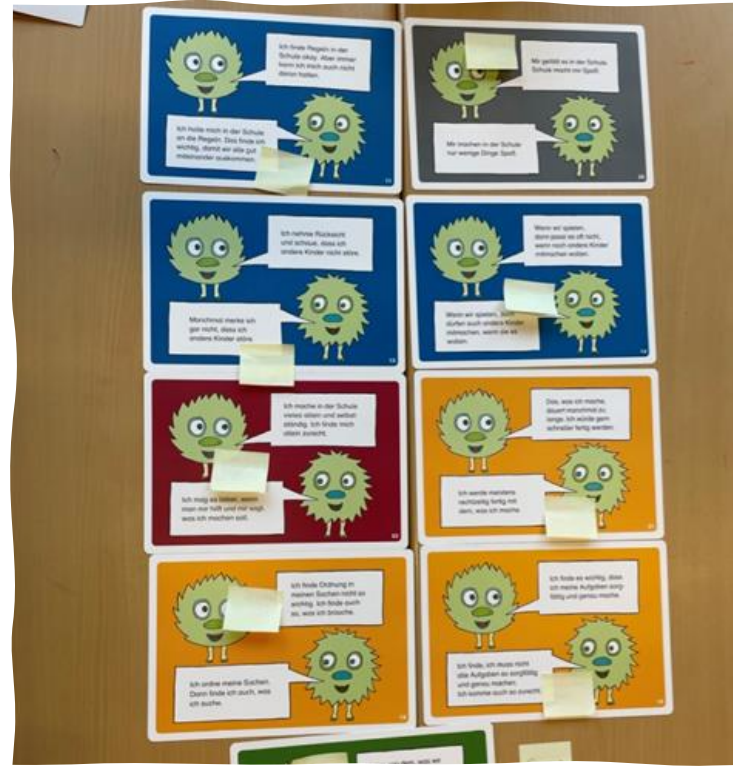 Ich finde Regeln in der
Schule okay. Aber immer
kann ich mich auch nicht
daran halten.
Ich halte mich in der Schule
an die Regeln. Das finde ich
wichtig, damit wir alle gut
miteinander auskommen.
Mir gefällt es in der Schule.
Schule macht mir Spaß.
Mir machen in der Schule
nur wenige Dinge Spaß.
Ich nehme Rücksicht
und schaue, dass ich
andere Kinder nicht störe.
Manchmal merke ich
gar nicht, dass ich
andere Kinder störe.
Wenn wir spielen,
dann passt es oft nicht,
wenn noch andere Kinder
mitmachen wollen.
Wenn wir spielen, dann
dürfen auch andere Kinder
mitmachen, wenn sie es
wollen.
Ich mache in der Schule
vieles allein und selbst-
ständig. Ich finde mich
allein zurecht.
Ich mag es lieber, wenn
man mir hilft und mir sagt,
was ich machen soll.
Das, was ich mache,
dauert manchmal zu
lange. Ich würde gern
schneller fertig werden.
Ich werde meistens
rechtzeitig fertig mit
dem, was ich mache.
Ich finde Ordnung in
meinen Sachen nicht so
wichtig. Ich finde auch
so, was ich brauche.
Ich ordne meine Sachen.
Dann finde ich auch, was
ich suche.
Ich finde es wichtig, dass
ich meine Aufgaben sorg-
fältig und genau mache.
Ich finde, ich muss nicht
alle Aufgaben so sorgfältig
und genau machen.
Ich komme auch so zurecht.